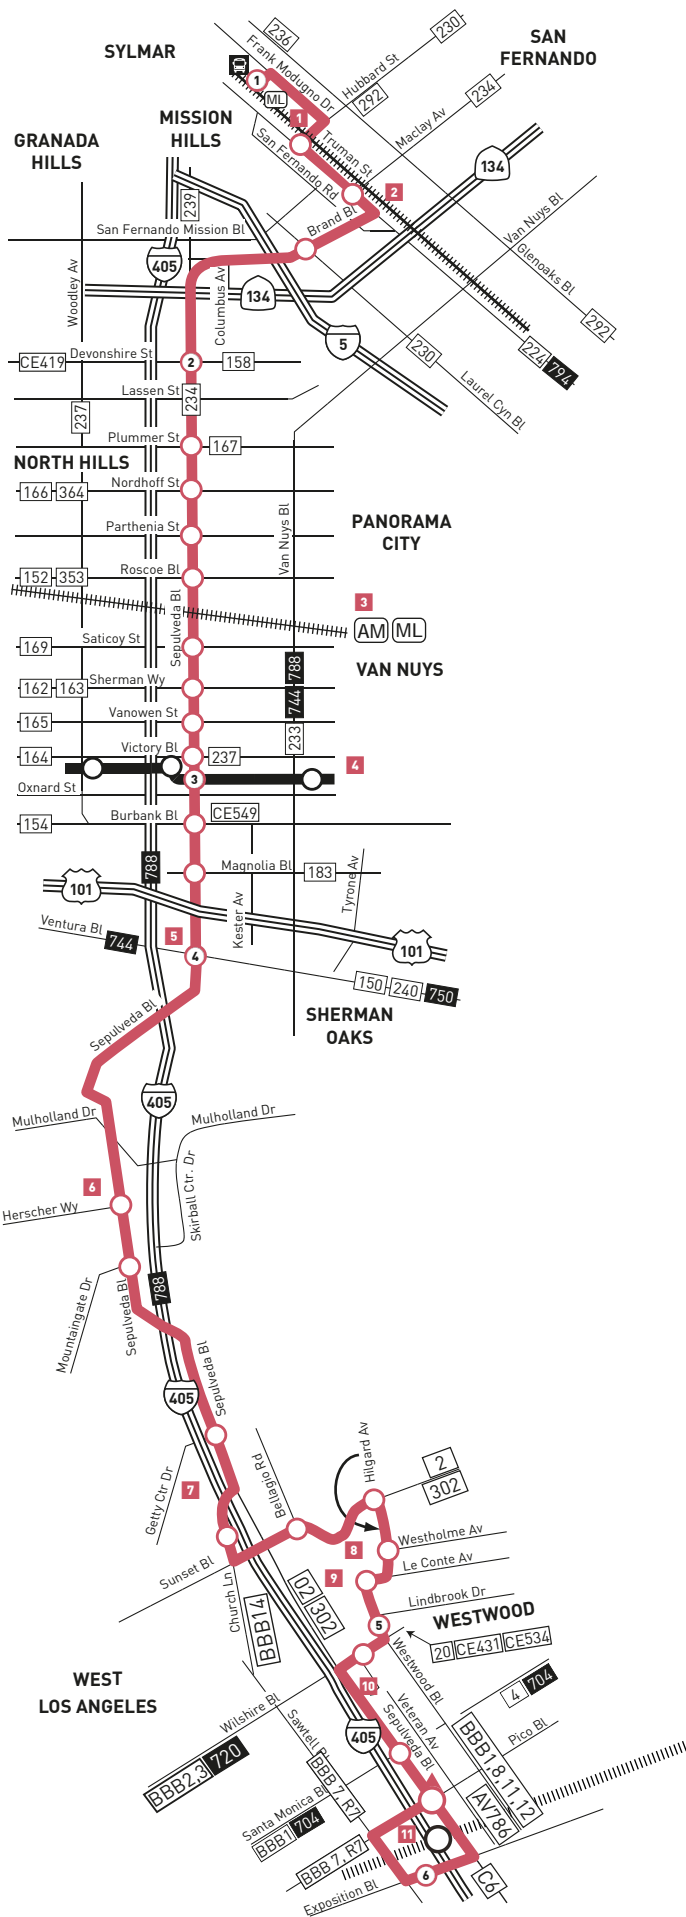 SYLMAR
236
Frank Modugno Dr
Hubbard St
230
SAN
FERNANDO
1
ML
292
234
MISSION
HILLS
1
Truman St
Maclay Av
GRANADA
HILLS
San Fernando Rd
2
134
239
Brand Bl
Van Nuys Bl
San Fernando Mission Bl
Glenoaks Bl
405
Woodley Av
Columbus Av
134
5
292
230
224
794
CE419
Devonshire St
2
158
Laurel Cyn Bl
Lassen St
234
237
Plummer St
167
NORTH HILLS
166
364
Nordhoff St
Van Nuys Bl
PANORAMA
CITY
Parthenia St
152
353
Roscoe Bl
Sepulveda Bl
3
AM
ML
169
Saticoy St
VAN NUYS
788
162
163
Sherman Wy
744
165
Vanowen St
233
164
Victory Bl
237
4
3
Oxnard St
154
Burbank Bl
CE549
788
Magnolia Bl
183
101
Kester Av
Tyrone Av
Ventura Bl
744
5
4
101
150
240
750
SHERMAN
OAKS
Sepulveda Bl
405
Mulholland Dr
Mulholland Dr
Skirball Ctr. Dr
6
Herscher Wy
Mountaingate Dr
Sepulveda Bl
788
Sepulveda Bl
405
Getty Ctr Dr
7
Bellagio Rd
Hilgard Av
2
302
8
Westholme Av
Sunset Bl
9
Le Conte Av
Church Ln
BBB14
02
302
Lindbrook Dr
5
WESTWOOD
20
CE431
CE534
WEST
LOS ANGELES
10
Westwood Bl
Wilshire Bl
Veteran Av
Sepulveda Bl
4
704
Sawtell Bl
405
Pico Bl
BBB2,3
720
BBB 7, R7
BBB1,8,11,12
Santa Monica Bl
BBB1
704
AV786
11
BBB 7, R7
6
C6
Exposition Bl